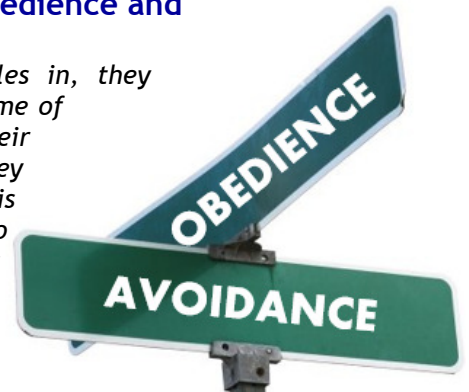 edience and
les in, they
me of
eir
ey
is
o
OBEDIENCE
AVOIDANCE